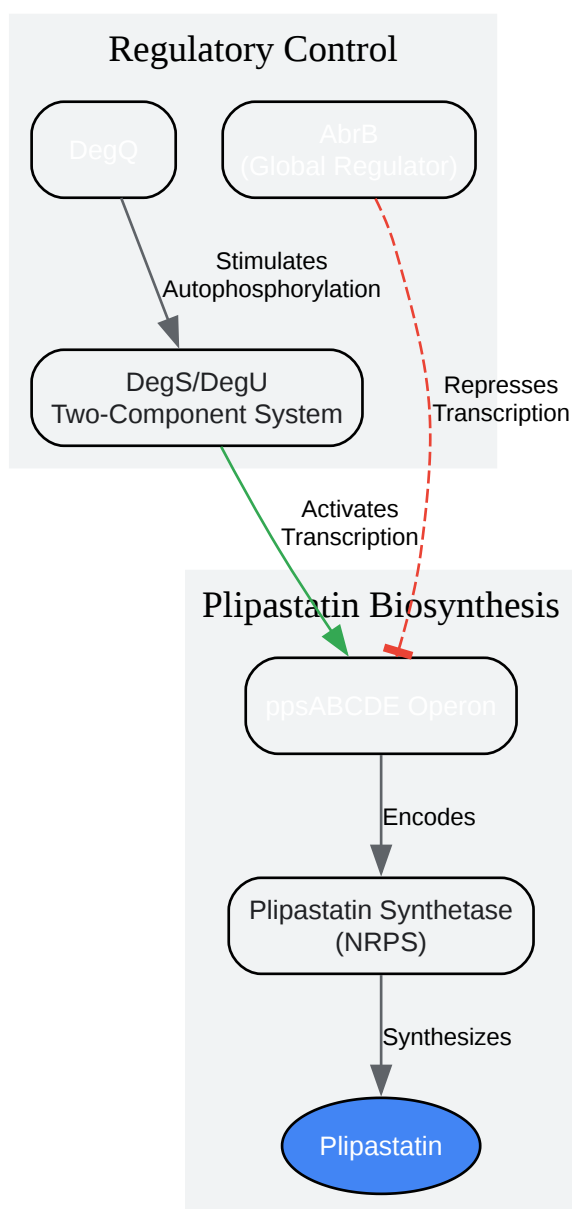 Regulatory Control
DegQ
AbrB
(Global Regulator)
Stimulates
Autophosphorylation
DegS/DegU
Two-Component System
Represses
Transcription
Activates
Transcription
Plipastatin Biosynthesis
ppsABCDE Operon
Encodes
Plipastatin Synthetase
(NRPS)
Synthesizes
Plipastatin